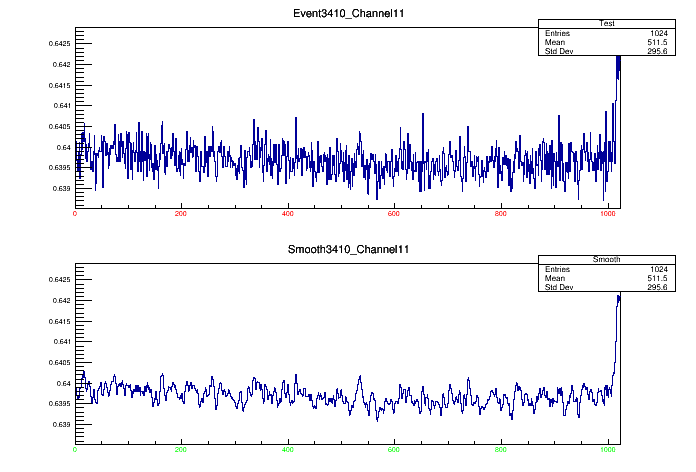 Event3410_Channel11
Test
Entries 1024
Mean 511.5
Std Dev 295.6
0.6425
0.642
0.6415
0.641
0.6405
0.64
0.6395
0.639
0 200 400 600 800 1000
Smooth3410_Channel11
Smooth
Entries 1024
Mean 511.5
Std Dev 295.6
0.6425
0.642
0.6415
0.641
0.6405
0.64
0.6395
0.639
0 200 400 600 800 1000